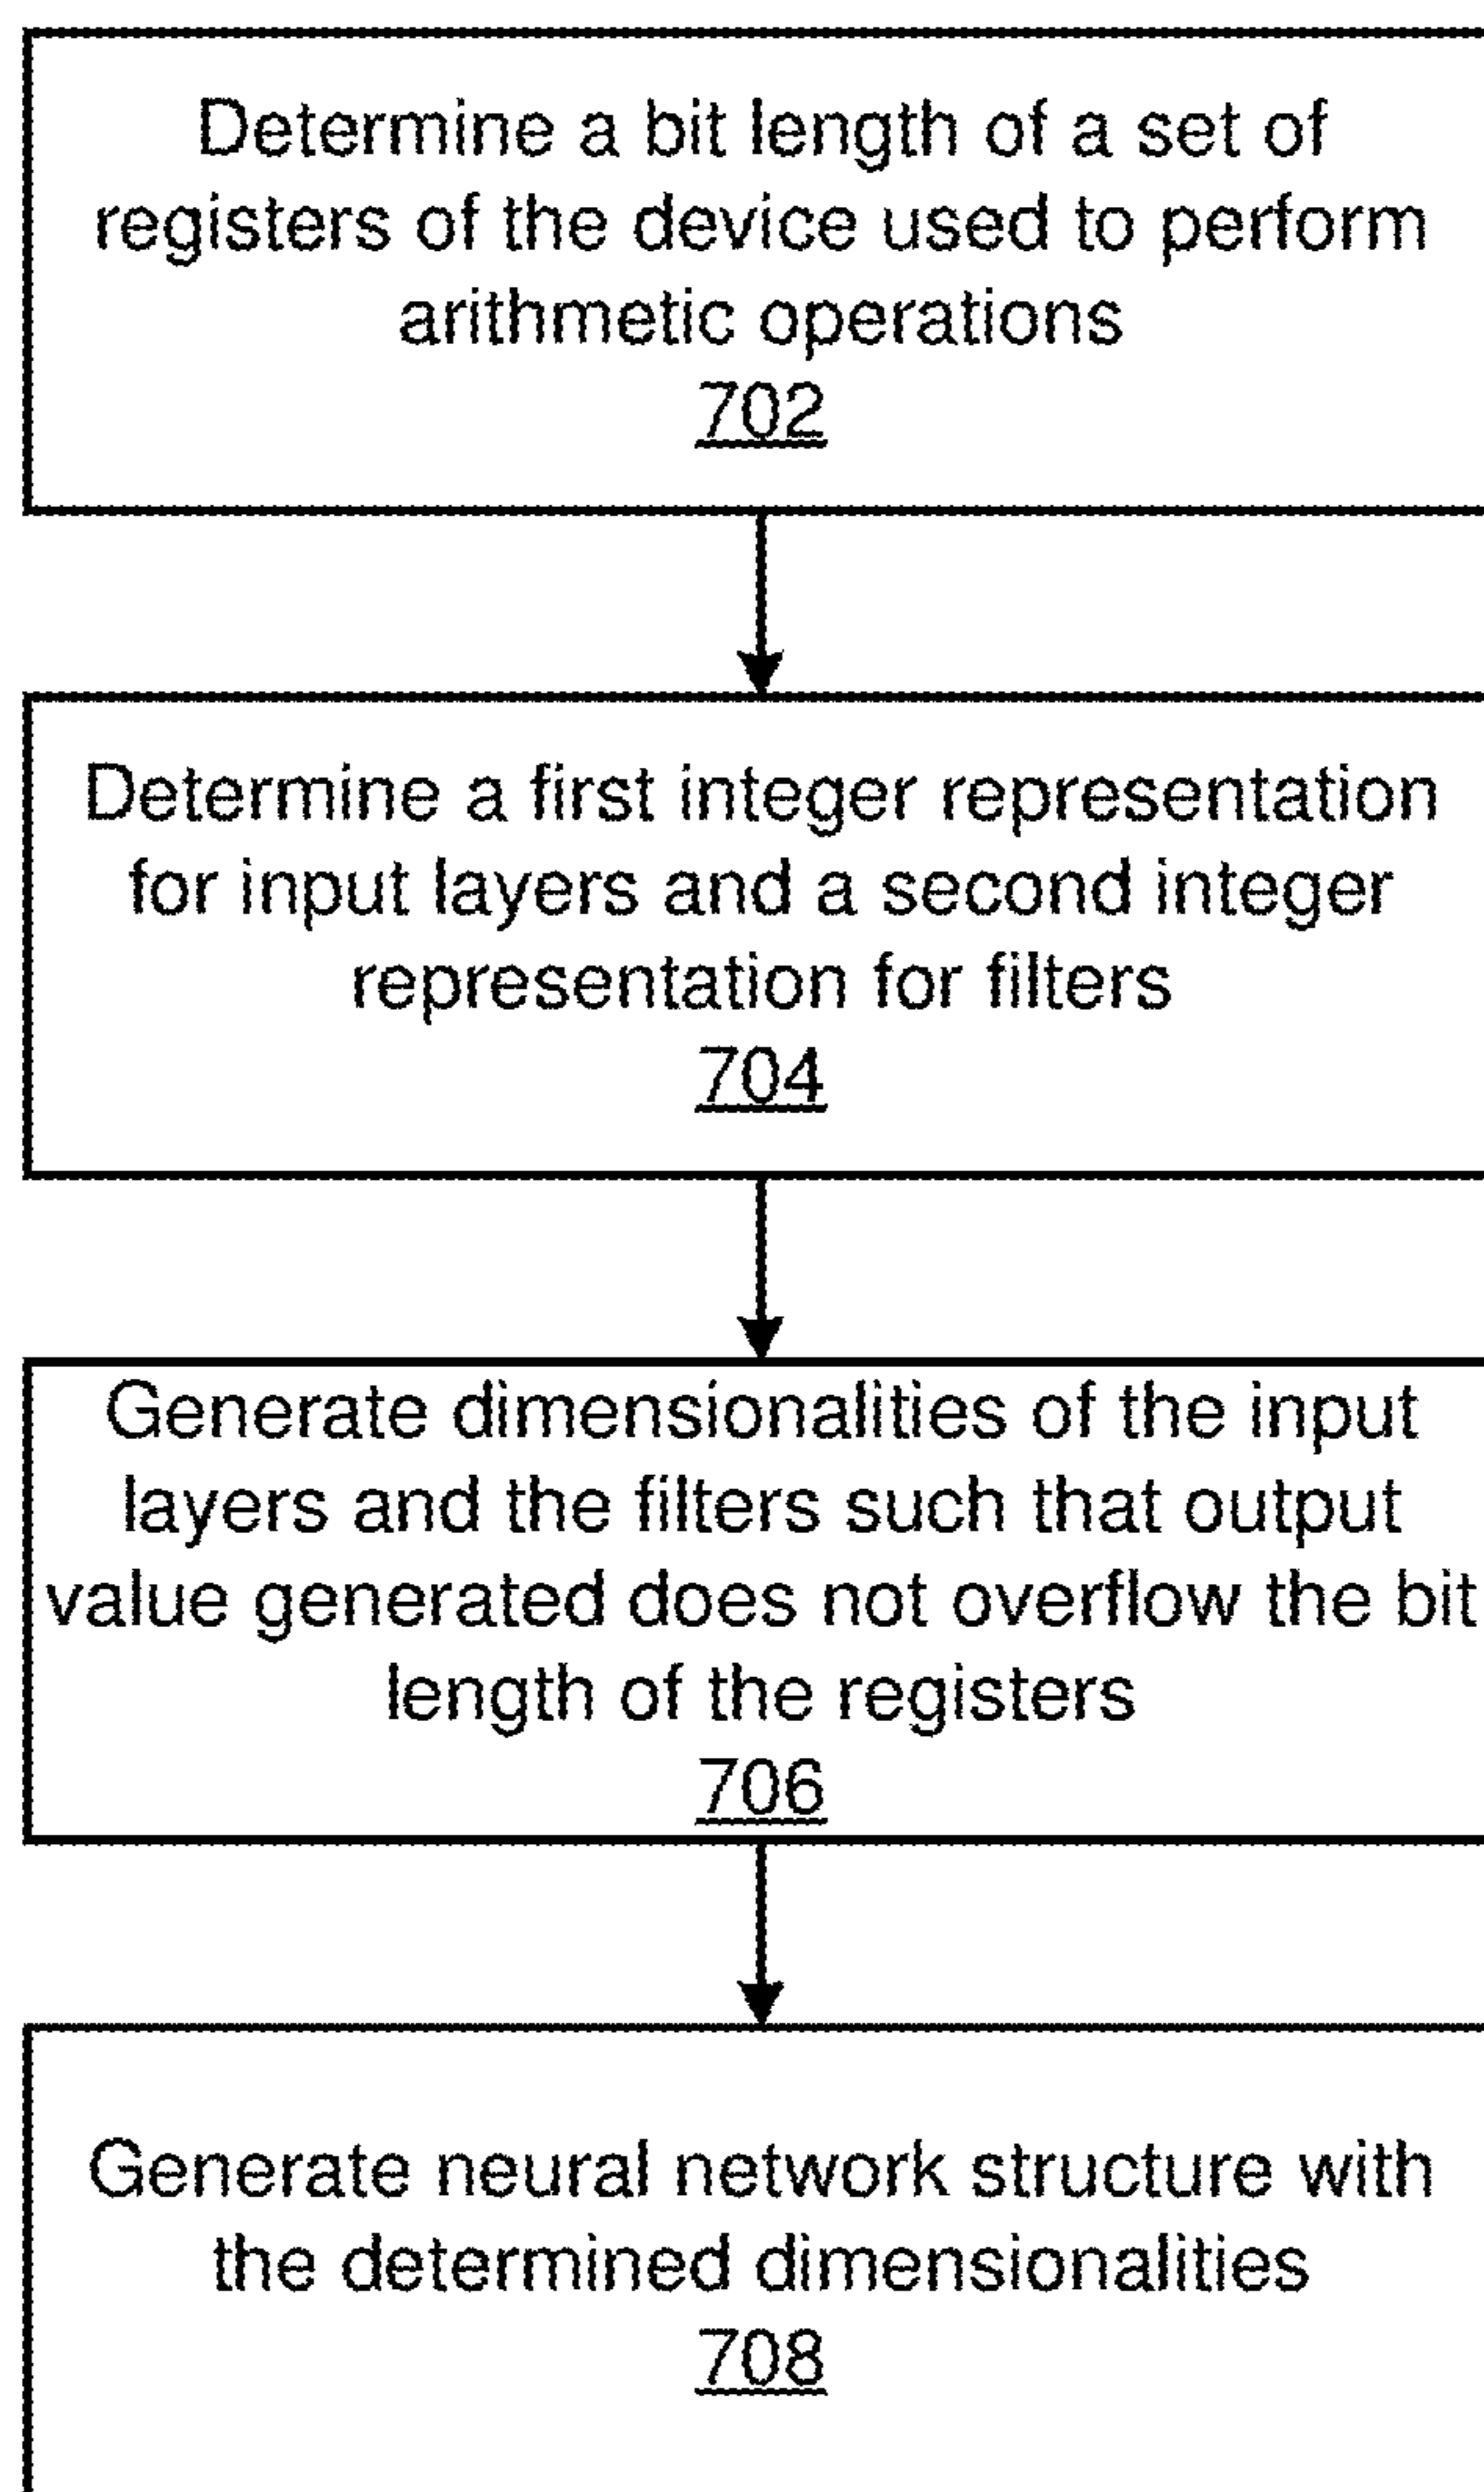 Determine a bit length of a set of
registers of the device used to perform
arithmetic operations
702
Determine a first integer representation
for input layers and a second integer
representation for filters
704
Generate dimensionalities of the input
layers and the filters such that output
value generated does not overflow the bit
length of the registers
706
Generate neural network structure with
the determined dimensionalities
708